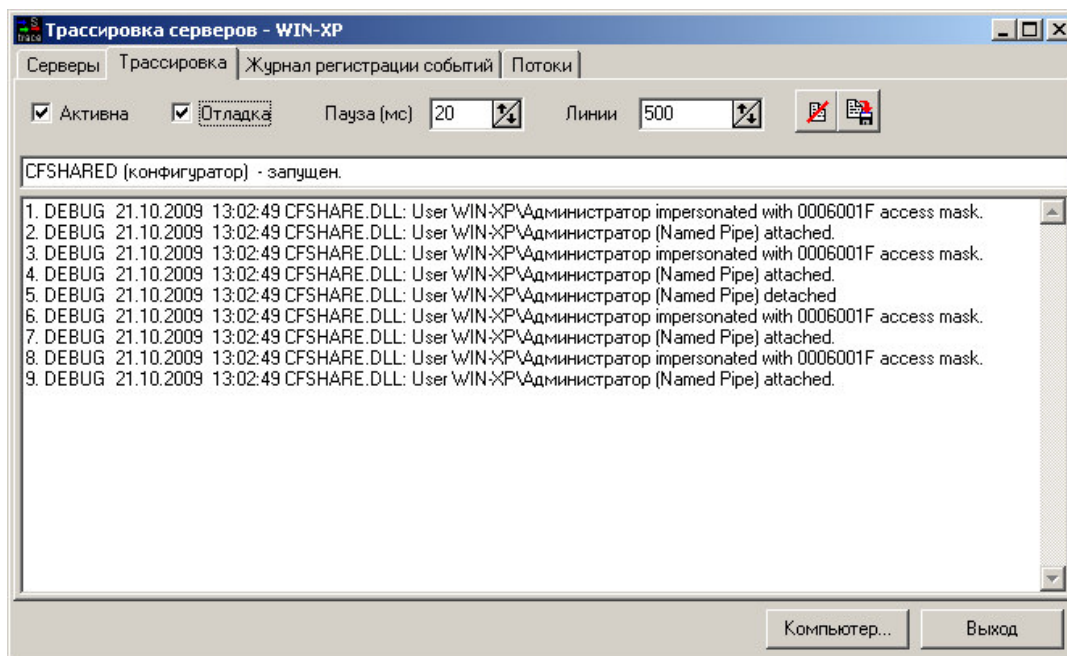 S
trace
Трассировка серверов - WIN-XP
Серверы Трассировка Журнал регистрации событий Потоки
Активна Отладка Пауза (мс) 20 Линии 500
CFSHARED (конфигуратор) - запущен.
1. DEBUG 21.10.2009 13:02:49 CFSHARE.DLL: User WIN-XP\Администратор impersonated with 0006001F access mask.
2. DEBUG 21.10.2009 13:02:49 CFSHARE.DLL: User WIN-XP\Администратор (Named Pipe) attached.
3. DEBUG 21.10.2009 13:02:49 CFSHARE.DLL: User WIN-XP\Администратор impersonated with 0006001F access mask.
4. DEBUG 21.10.2009 13:02:49 CFSHARE.DLL: User WIN-XP\Администратор (Named Pipe) attached.
5. DEBUG 21.10.2009 13:02:49 CFSHARE.DLL: User WIN-XP\Администратор (Named Pipe) detached
6. DEBUG 21.10.2009 13:02:49 CFSHARE.DLL: User WIN-XP\Администратор impersonated with 0006001F access mask.
7. DEBUG 21.10.2009 13:02:49 CFSHARE.DLL: User WIN-XP\Администратор (Named Pipe) attached.
8. DEBUG 21.10.2009 13:02:49 CFSHARE.DLL: User WIN-XP\Администратор impersonated with 0006001F access mask.
9. DEBUG 21.10.2009 13:02:49 CFSHARE.DLL: User WIN-XP\Администратор (Named Pipe) attached.
Компьютер... Выход